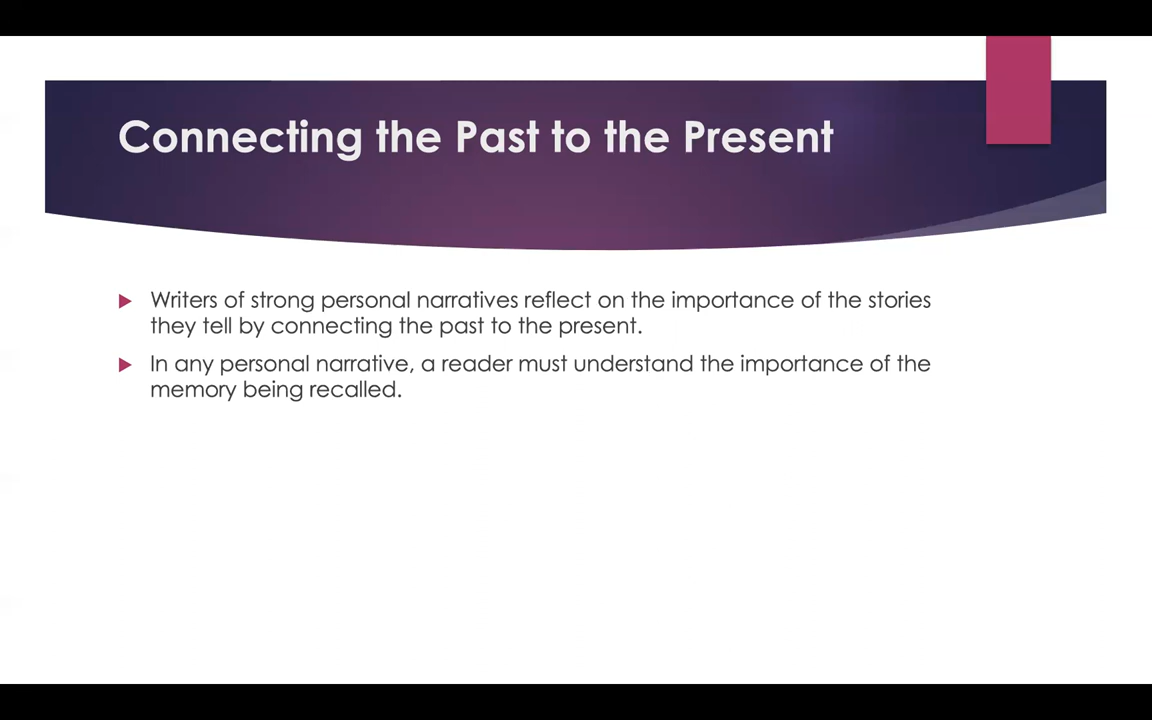 Connecting the Past to the Present
Writers of strong personal narratives reflect on the importance of the stories
they tell by connecting the past to the present.
In any personal narrative, a reader must understand the importance of the
memory being recalled.